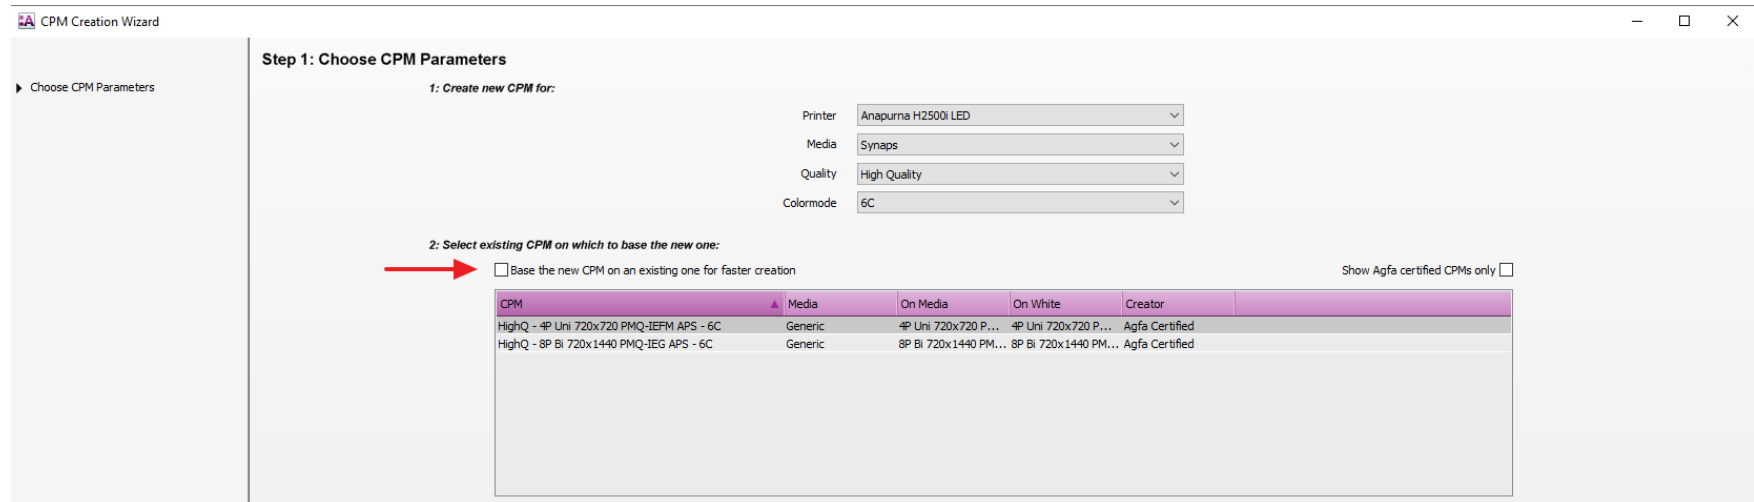 CPM Creation Wizard
Choose CPM Parameters
Step 1: Choose CPM Parameters
1: Create new CPM for:
Printer Anapurna H2500i LED
Media Synaps
Quality High Quality
Colormode 6C
2: Select existing CPM on which to base the new one:
Base the new CPM on an existing one for faster creation Show Agfa certified CPMs only
CPM Media On Media On White Creator
HighQ - 4P Uni 720x720 PMQ-IEFM APS - 6C Generic 4P Uni 720x720 P... 4P Uni 720x720 P... Agfa Certified
HighQ - 8P Bi 720x1440 PMQ-IEG APS - 6C Generic 8P Bi 720x1440 PM... 8P Bi 720x1440 PM... Agfa Certified